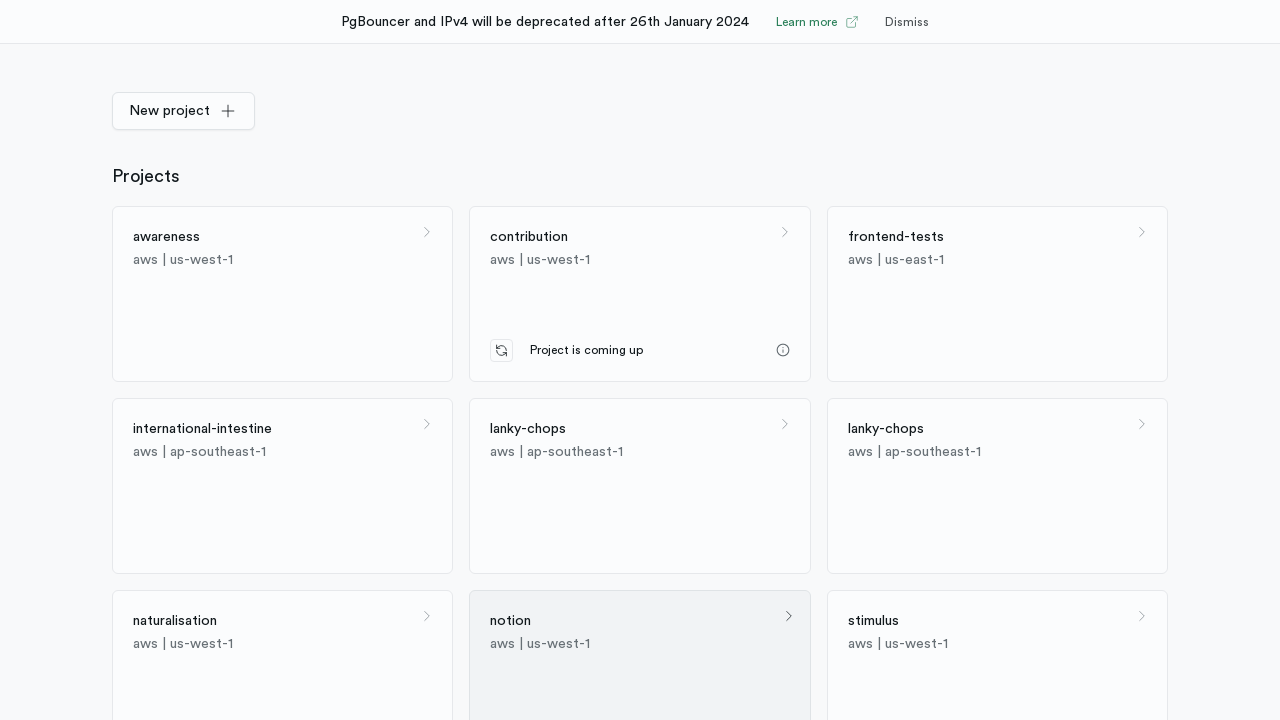 PgBouncer and IPv4 will be deprecated after 26th January 2024 Learn more Dismiss
New project
Projects
awareness
aws | us-west-1
contribution
aws | us-west-1
Project is coming up
frontend-tests
aws | us-east-1
international-intestine
aws | ap-southeast-1
lanky-chops
aws | ap-southeast-1
lanky-chops
aws | ap-southeast-1
naturalisation
aws | us-west-1
notion
aws | us-west-1
stimulus
aws | us-west-1